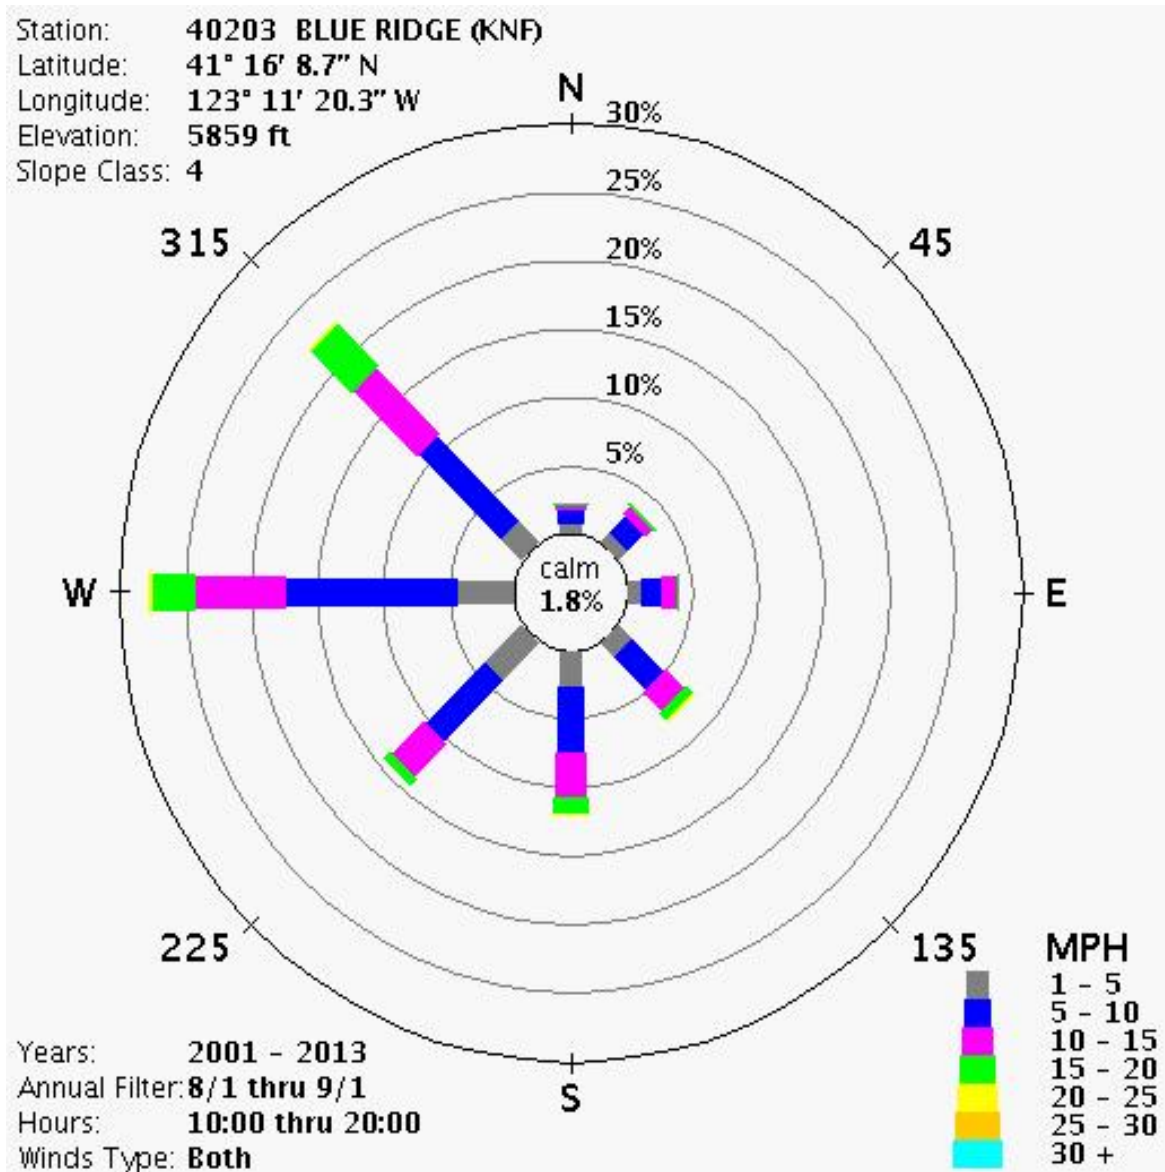 Station: 40203 BLUE RIDGE (KNF)
Latitude: 41° 16' 8.7" N
Longitude: 123° 11' 20.3" W
Elevation: 5859 ft
Slope Class: 4
N
30%
25%
20%
15%
10%
5%
315
45
W
calm
1.8%
E
225
135
S
MPH
1 - 5
5 - 10
10 - 15
15 - 20
20 - 25
25 - 30
30 +
Years: 2001 - 2013
Annual Filter: 8/1 thru 9/1
Hours: 10:00 thru 20:00
Winds Type: Both